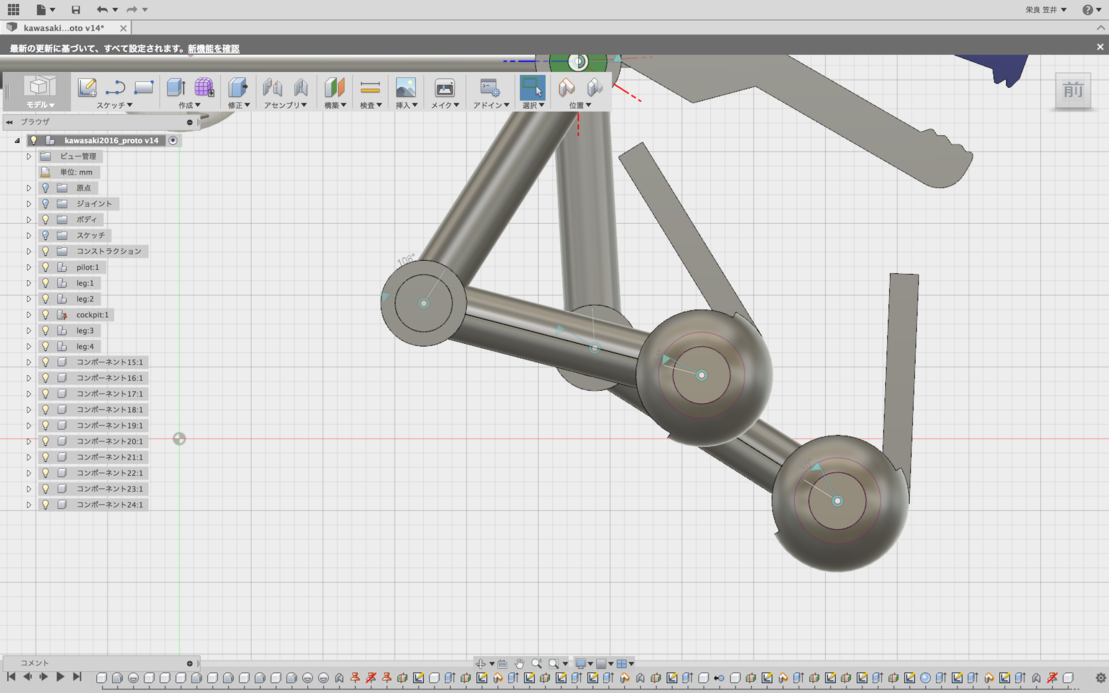 栄良 笠井
kawasaki...oto v14*
最新の更新に基づいて、すべて設定されます。新機能を確認
前
モデル
スケッチ
作成
修正
アセンブリ
構築
検査
挿入
メイク
アドイン
選択
位置
ブラウザ
kawasaki2016_proto v14
ビュー管理
単位: mm
原点
ジョイント
ボディ
スケッチ
コンストラクション
pilot:1
leg:1
leg:2
cockpit:1
leg:3
leg:4
コンポーネント15:1
コンポーネント16:1
コンポーネント17:1
コンポーネント18:1
コンポーネント19:1
コンポーネント20:1
コンポーネント21:1
コンポーネント22:1
コンポーネント23:1
コンポーネント24:1
コメント